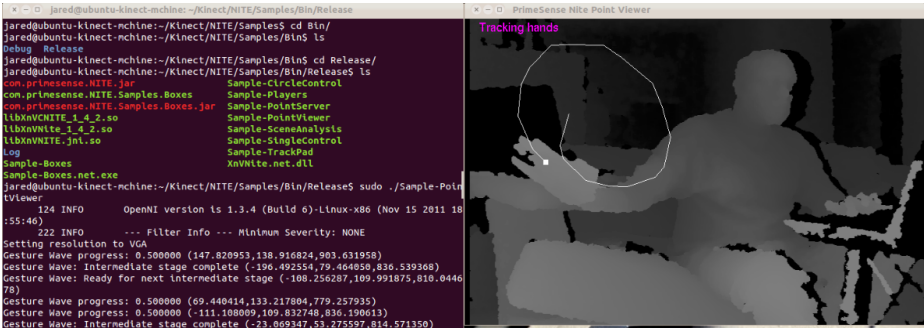 jared@ubuntu-kinect-mchine: ~/Kinect/NITE/Samples/Bin/Release
jared@ubuntu-kinect-mchine:~/Kinect/NITE/Samples$ cd Bin/
jared@ubuntu-kinect-mchine:~/Kinect/NITE/Samples/Bin$ ls
Debug Release
jared@ubuntu-kinect-mchine:~/Kinect/NITE/Samples/Bin$ cd Release/
jared@ubuntu-kinect-mchine:~/Kinect/NITE/Samples/Bin/Release$ ls
com.primesense.NITE.jar Sample-CircleControl
com.primesense.NITE.Samples.Boxes Sample-Players
com.primesense.NITE.Samples.Boxes.jar Sample-PointServer
libXnVCNITE_1_4_2.so Sample-PointViewer
libXnVNite_1_4_2.so Sample-SceneAnalysis
libXnVNITE.jni.so Sample-SingleControl
Log Sample-TrackPad
Sample-Boxes XnVNite.net.dll
Sample-Boxes.net.exe
jared@ubuntu-kinect-mchine:~/Kinect/NITE/Samples/Bin/Release$ sudo ./Sample-Poin
tViewer
124 INFO OpenNI version is 1.3.4 (Build 6)-Linux-x86 (Nov 15 2011 18
:55:46)
222 INFO --- Filter Info --- Minimum Severity: NONE
Setting resolution to VGA
Gesture Wave progress: 0.500000 (147.820953,138.916824,903.631958)
Gesture Wave: Intermediate stage complete (-196.492554,79.464050,836.539368)
Gesture Wave: Ready for next intermediate stage (-108.256287,109.991875,810.0446
78)
Gesture Wave progress: 0.500000 (69.440414,133.217804,779.257935)
Gesture Wave progress: 0.500000 (-111.108009,109.832748,836.190613)
Gesture Wave: Intermediate stage complete (-23.069347,53.275597,814.571350)
PrimeSense Nite Point Viewer
Tracking hands